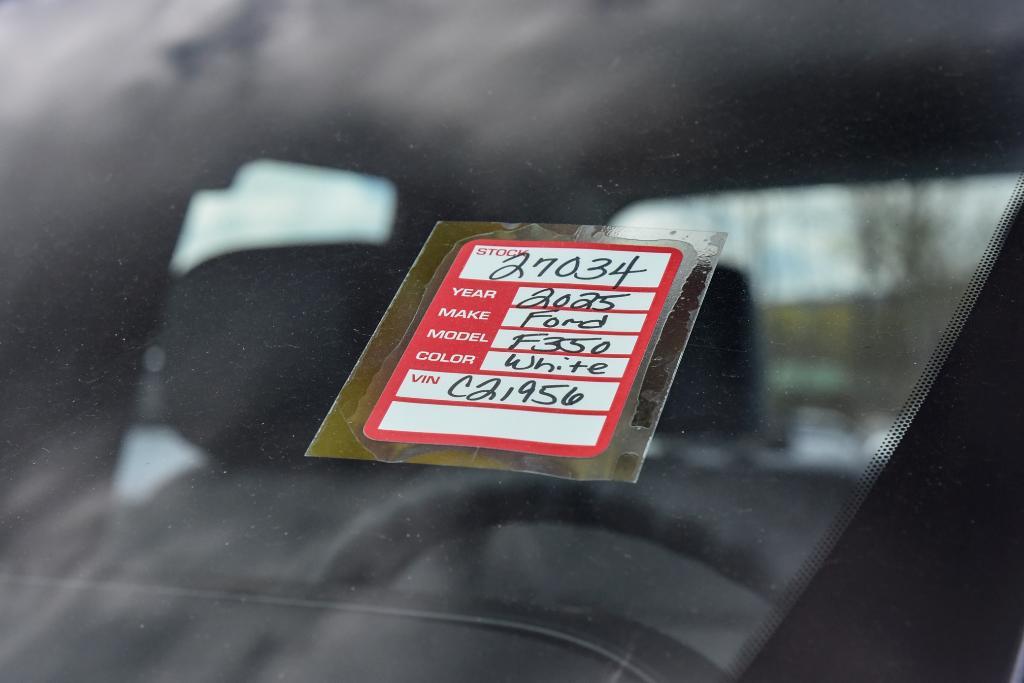 STOCK 27034
YEAR 2025
MAKE Ford
MODEL F350
COLOR White
VIN C21956